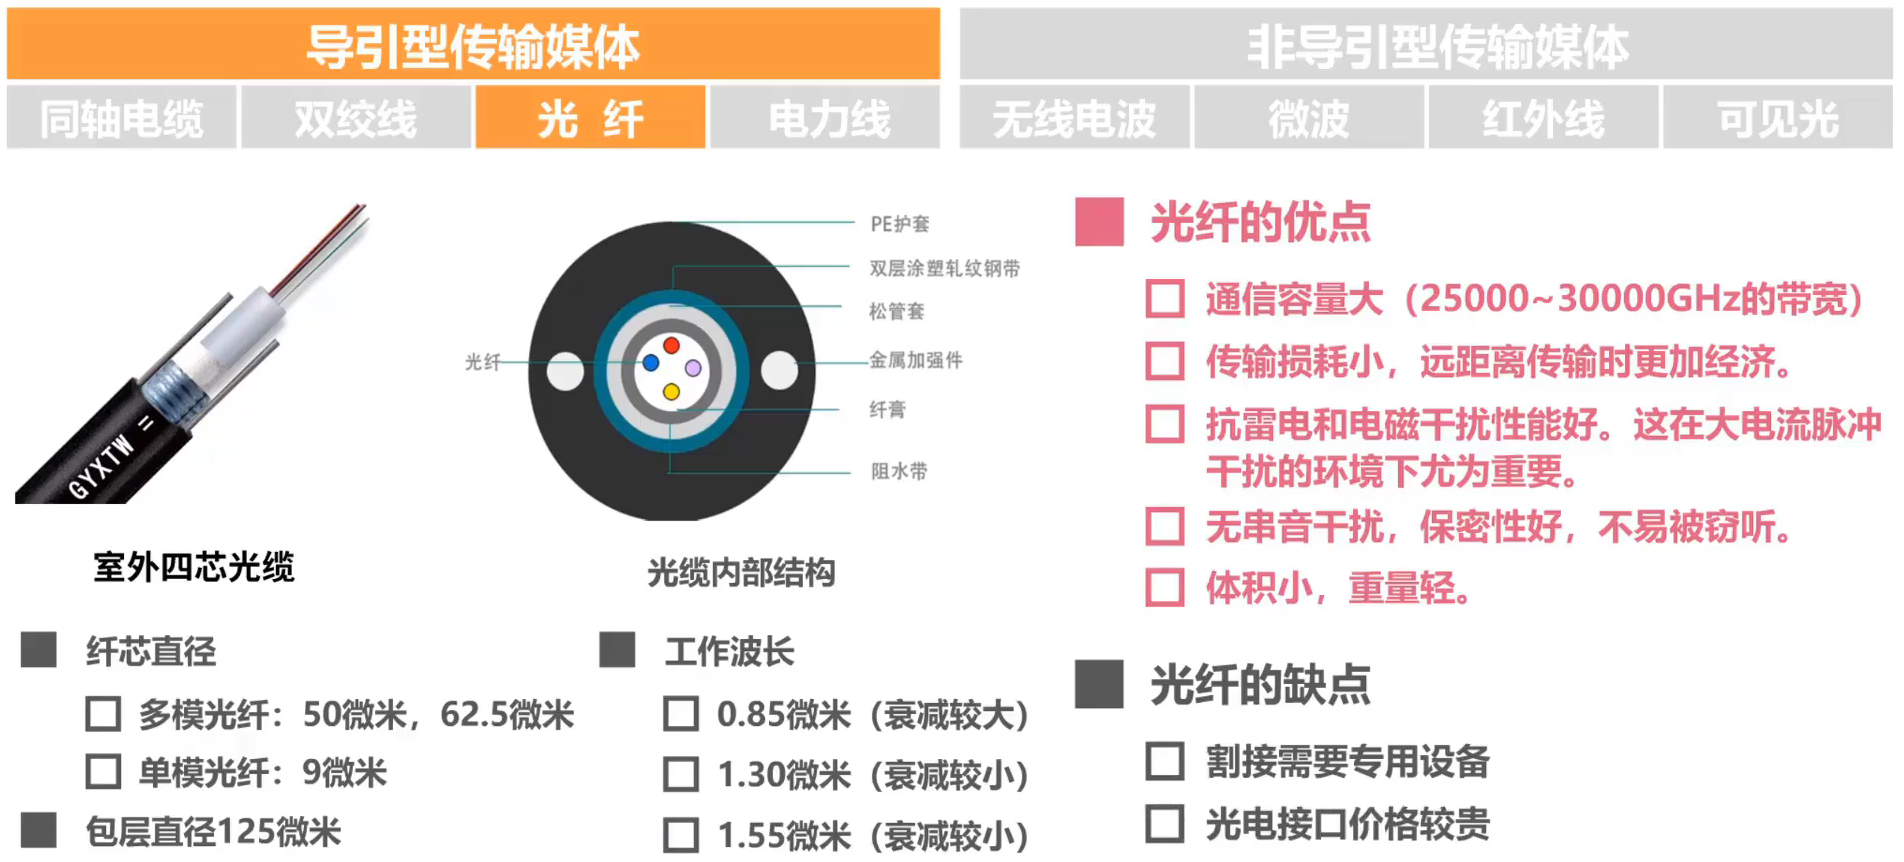 导引型传输媒体
非导引型传输媒体
同轴电缆
双绞线
光 纤
电力线
无线电波
微波
红外线
可见光
GYXTW
室外四芯光缆
PE护套
双层涂塑轧纹钢带
松管套
光纤
金属加强件
纤膏
阻水带
光缆内部结构
纤芯直径
多模光纤：50微米，62.5微米
单模光纤：9微米
包层直径125微米
工作波长
0.85微米（衰减较大）
1.30微米（衰减较小）
1.55微米（衰减较小）
光纤的优点
通信容量大（25000~30000GHz的带宽）
传输损耗小，远距离传输时更加经济。
抗雷电和电磁干扰性能好。这在大电流脉冲
干扰的环境下尤为重要。
无串音干扰，保密性好，不易被窃听。
体积小，重量轻。
光纤的缺点
割接需要专用设备
光电接口价格较贵